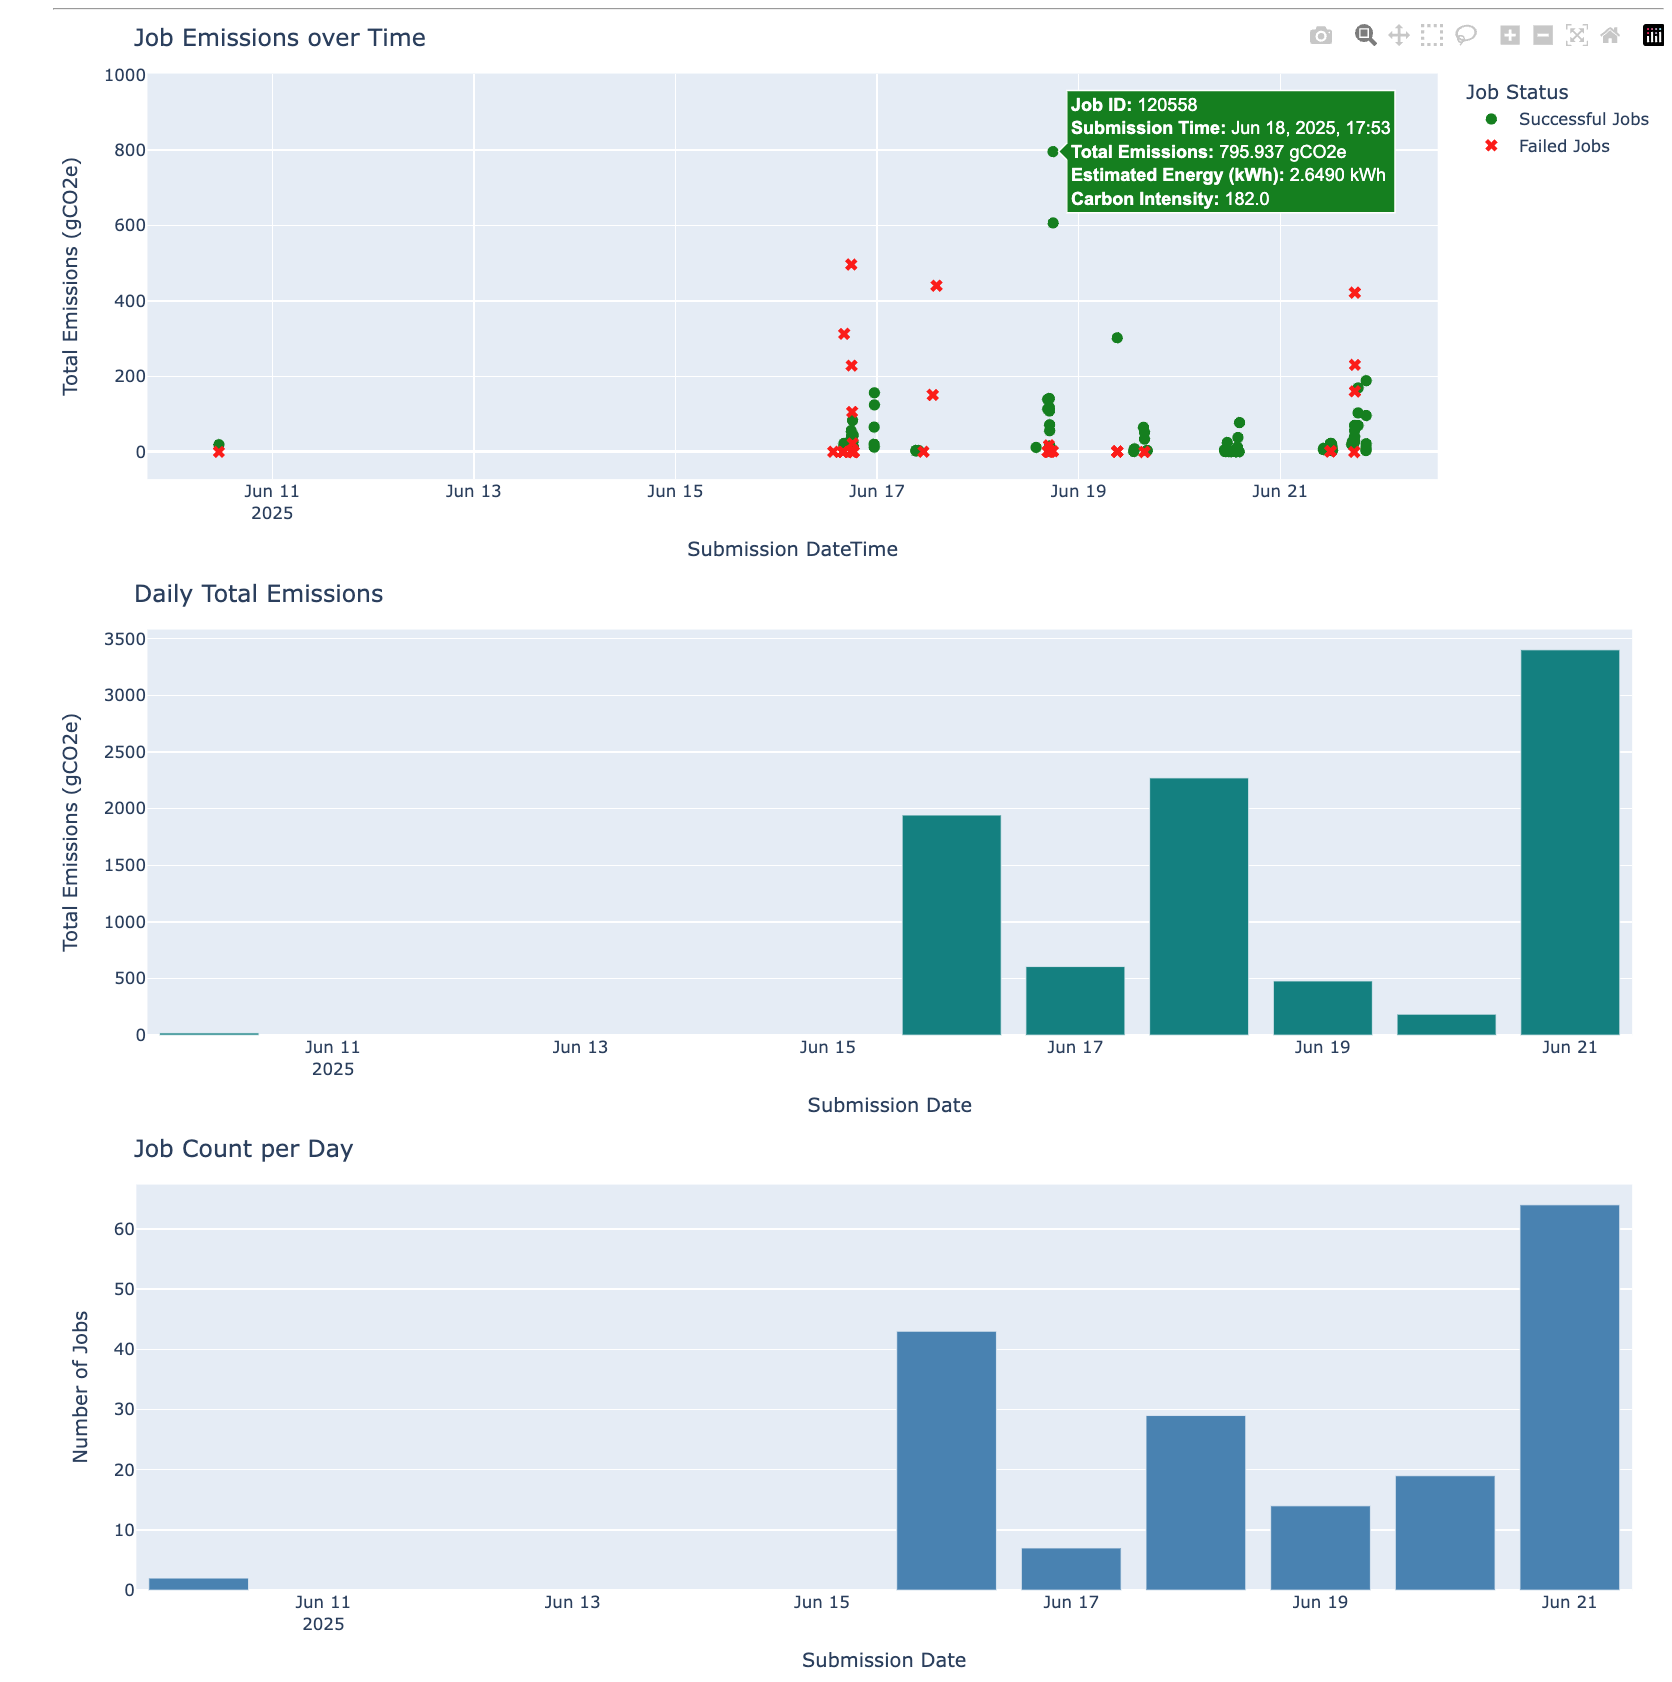 Job Emissions over Time
Total Emissions (gCO2e)
1000
800
600
400
200
0
Job ID: 120558
Submission Time: Jun 18, 2025, 17:53
Total Emissions: 795.937 gCO2e
Estimated Energy (kWh): 2.6490 kWh
Carbon Intensity: 182.0
Job Status
Successful Jobs
Failed Jobs
Jun 11 Jun 13 Jun 15 Jun 17 Jun 19 Jun 21
2025
Submission DateTime
Daily Total Emissions
Total Emissions (gCO2e)
3500
3000
2500
2000
1500
1000
500
0
Jun 11 Jun 13 Jun 15 Jun 17 Jun 19 Jun 21
2025
Submission Date
Job Count per Day
Number of Jobs
60
50
40
30
20
10
0
Jun 11 Jun 13 Jun 15 Jun 17 Jun 19 Jun 21
2025
Submission Date